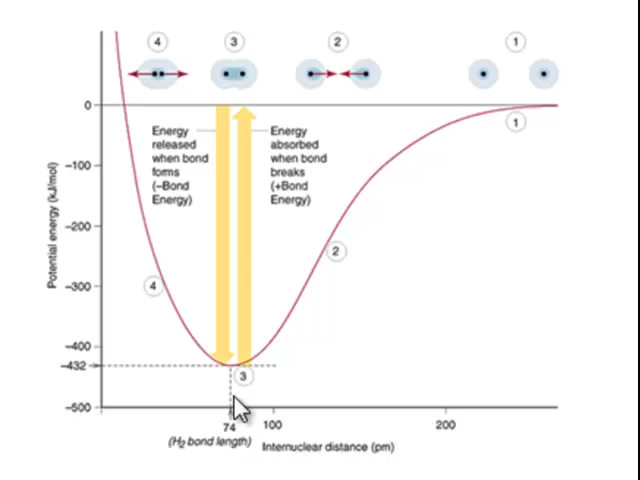 4 3 2 1
0
1
Energy released when bond forms (–Bond Energy)
Energy absorbed when bond breaks (+Bond Energy)
–100
–200
2
–300
4
–400
–432
3
–500
74 100 200
(H₂ bond length)
Internuclear distance (pm)
Potential energy (kJ/mol)